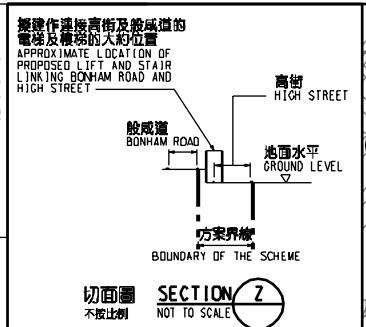 擬建作連接高街及般咸道的
電梯及樓梯的大約位置
APPROXIMATE LOCATION OF
PROPOSED LIFT AND STAIR
LINKING BONHAM ROAD AND
HIGH STREET
高街
HIGH STREET
般咸道
BONHAM ROAD
地面水平
GROUND LEVEL
方案界線
BOUNDARY OF THE SCHEME
切面圖 SECTION Z
不按比例 NOT TO SCALE